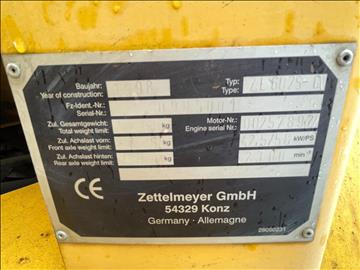 Baujahr:
Year of construction:
Typ:
Type:
Fz-Ident.-Nr.:
Serial-Nr.:
Zul. Gesamtgewicht:
Total weight limit:
kg
Motor-Nr.:
Engine serial Nr.:
Zul. Achslast vorn:
Front axle weight limit:
kg
kW/PS
Zul. Achslast hinten:
Rear axle weight limit:
kg
min⁻¹
CE
Zettelmeyer GmbH
54329 Konz
Germany · Allemagne